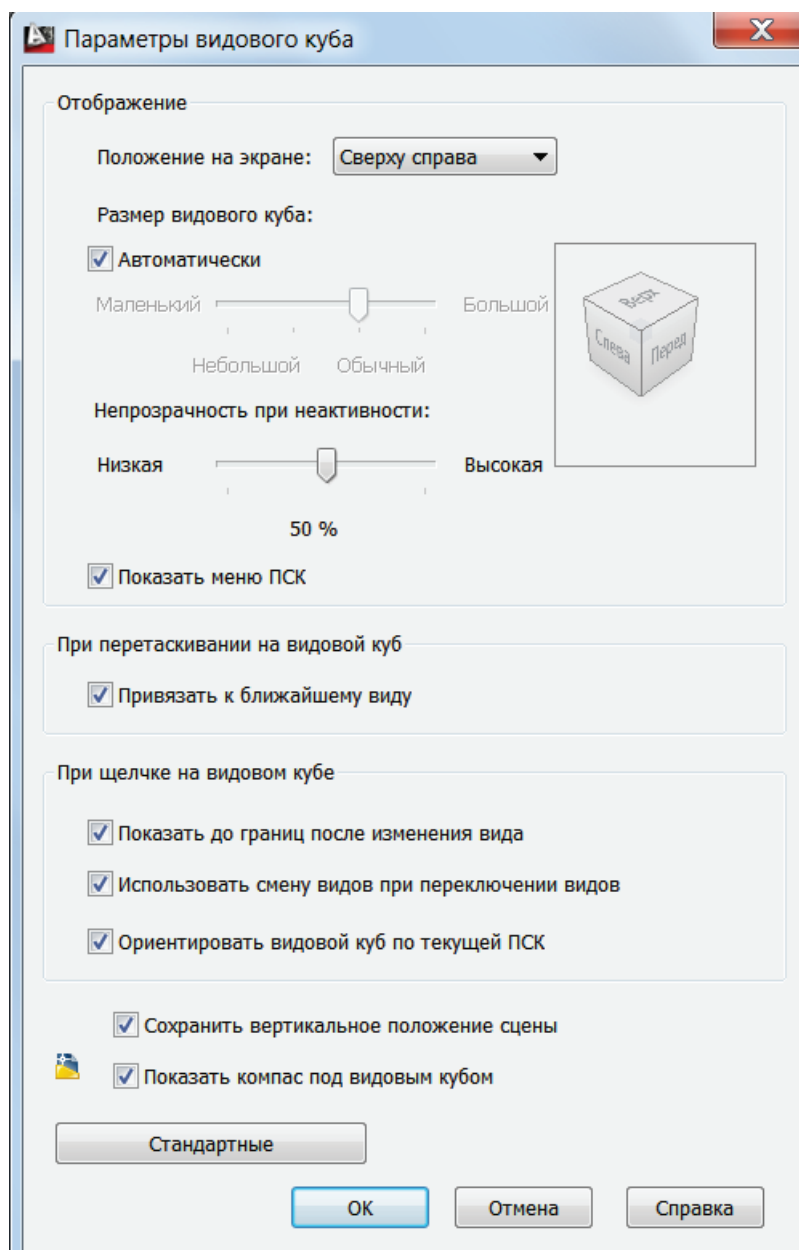 Параметры видового куба
Отображение
Положение на экране: Сверху справа
Размер видового куба:
Автоматически
Маленький Большой
Небольшой Обычный
Верх
Слева Перед
Непрозрачность при неактивности:
Низкая Высокая
50 %
Показать меню ПСК
При перетаскивании на видовой куб
Привязать к ближайшему виду
При щелчке на видовом кубе
Показать до границ после изменения вида
Использовать смену видов при переключении видов
Ориентировать видовой куб по текущей ПСК
Сохранить вертикальное положение сцены
Показать компас под видовым кубом
Стандартные
ОК Отмена Справка